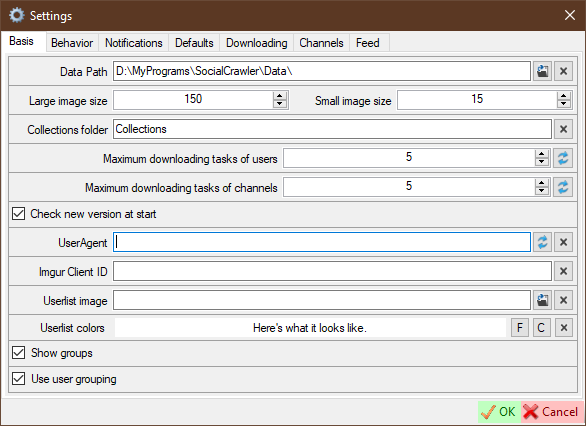 Settings
Basis Behavior Notifications Defaults Downloading Channels Feed
Data Path D:\MyPrograms\SocialCrawler\Data\
Large image size 150 Small image size 15
Collections folder Collections
Maximum downloading tasks of users 5
Maximum downloading tasks of channels 5
Check new version at start
UserAgent
Imgur Client ID
Userlist image
Userlist colors Here's what it looks like. F C
Show groups
Use user grouping
OK Cancel